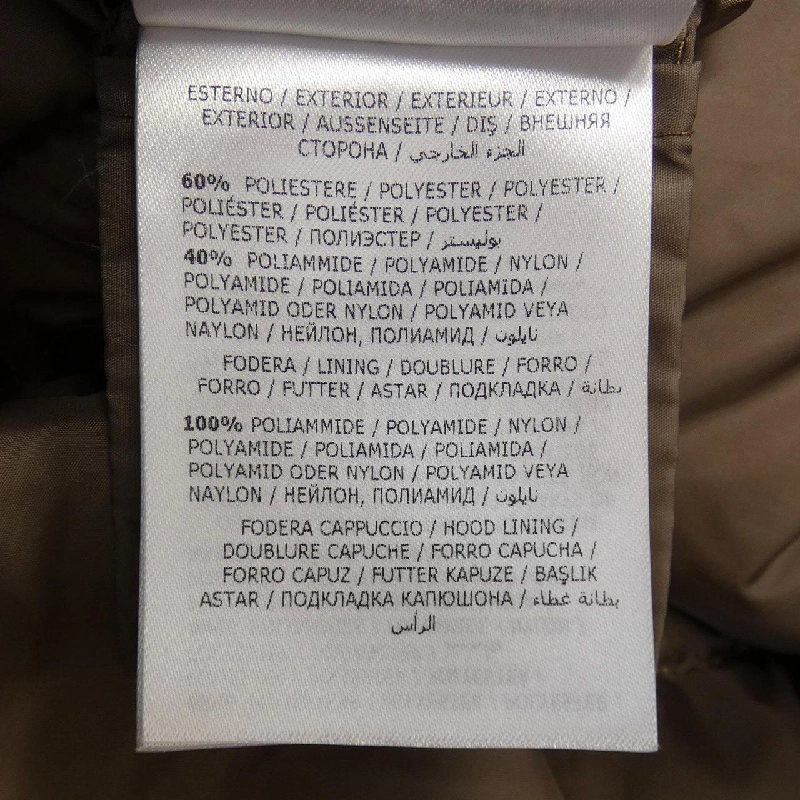 ESTERNO / EXTERIOR / EXTERIEUR / EXTERNO /
EXTERIOR / AUSSENSEITE / DIŞ / ВНЕШНЯЯ
СТОРОНА / الجزء الخارجي
60% POLIESTERE / POLYESTER / POLYESTER /
POLIÉSTER / POLIÉSTER / POLYESTER /
POLYESTER / ПОЛИЭСТЕР / بوليستر
40% POLIAMMIDE / POLYAMIDE / NYLON /
POLYAMIDE / POLIAMIDA / POLIAMIDA /
POLYAMID ODER NYLON / POLYAMID VEYA
NAYLON / НЕЙЛОН, ПОЛИАМИД / نايلون
FODERA / LINING / DOUBLURE / FORRO /
FORRO / FUTTER / ASTAR / ПОДКЛАДКА / بطانة
100% POLIAMMIDE / POLYAMIDE / NYLON /
POLYAMIDE / POLIAMIDA / POLIAMIDA /
POLYAMID ODER NYLON / POLYAMID VEYA
NAYLON / НЕЙЛОН, ПОЛИАМИД / نايلون
FODERA CAPPUCCIO / HOOD LINING /
DOUBLURE CAPUCHE / FORRO CAPUCHA /
FORRO CAPUZ / FUTTER KAPUZE / BAŞLIK
ASTAR / ПОДКЛАДКА КАПЮШОНА / بطانة غطاء
الرأس